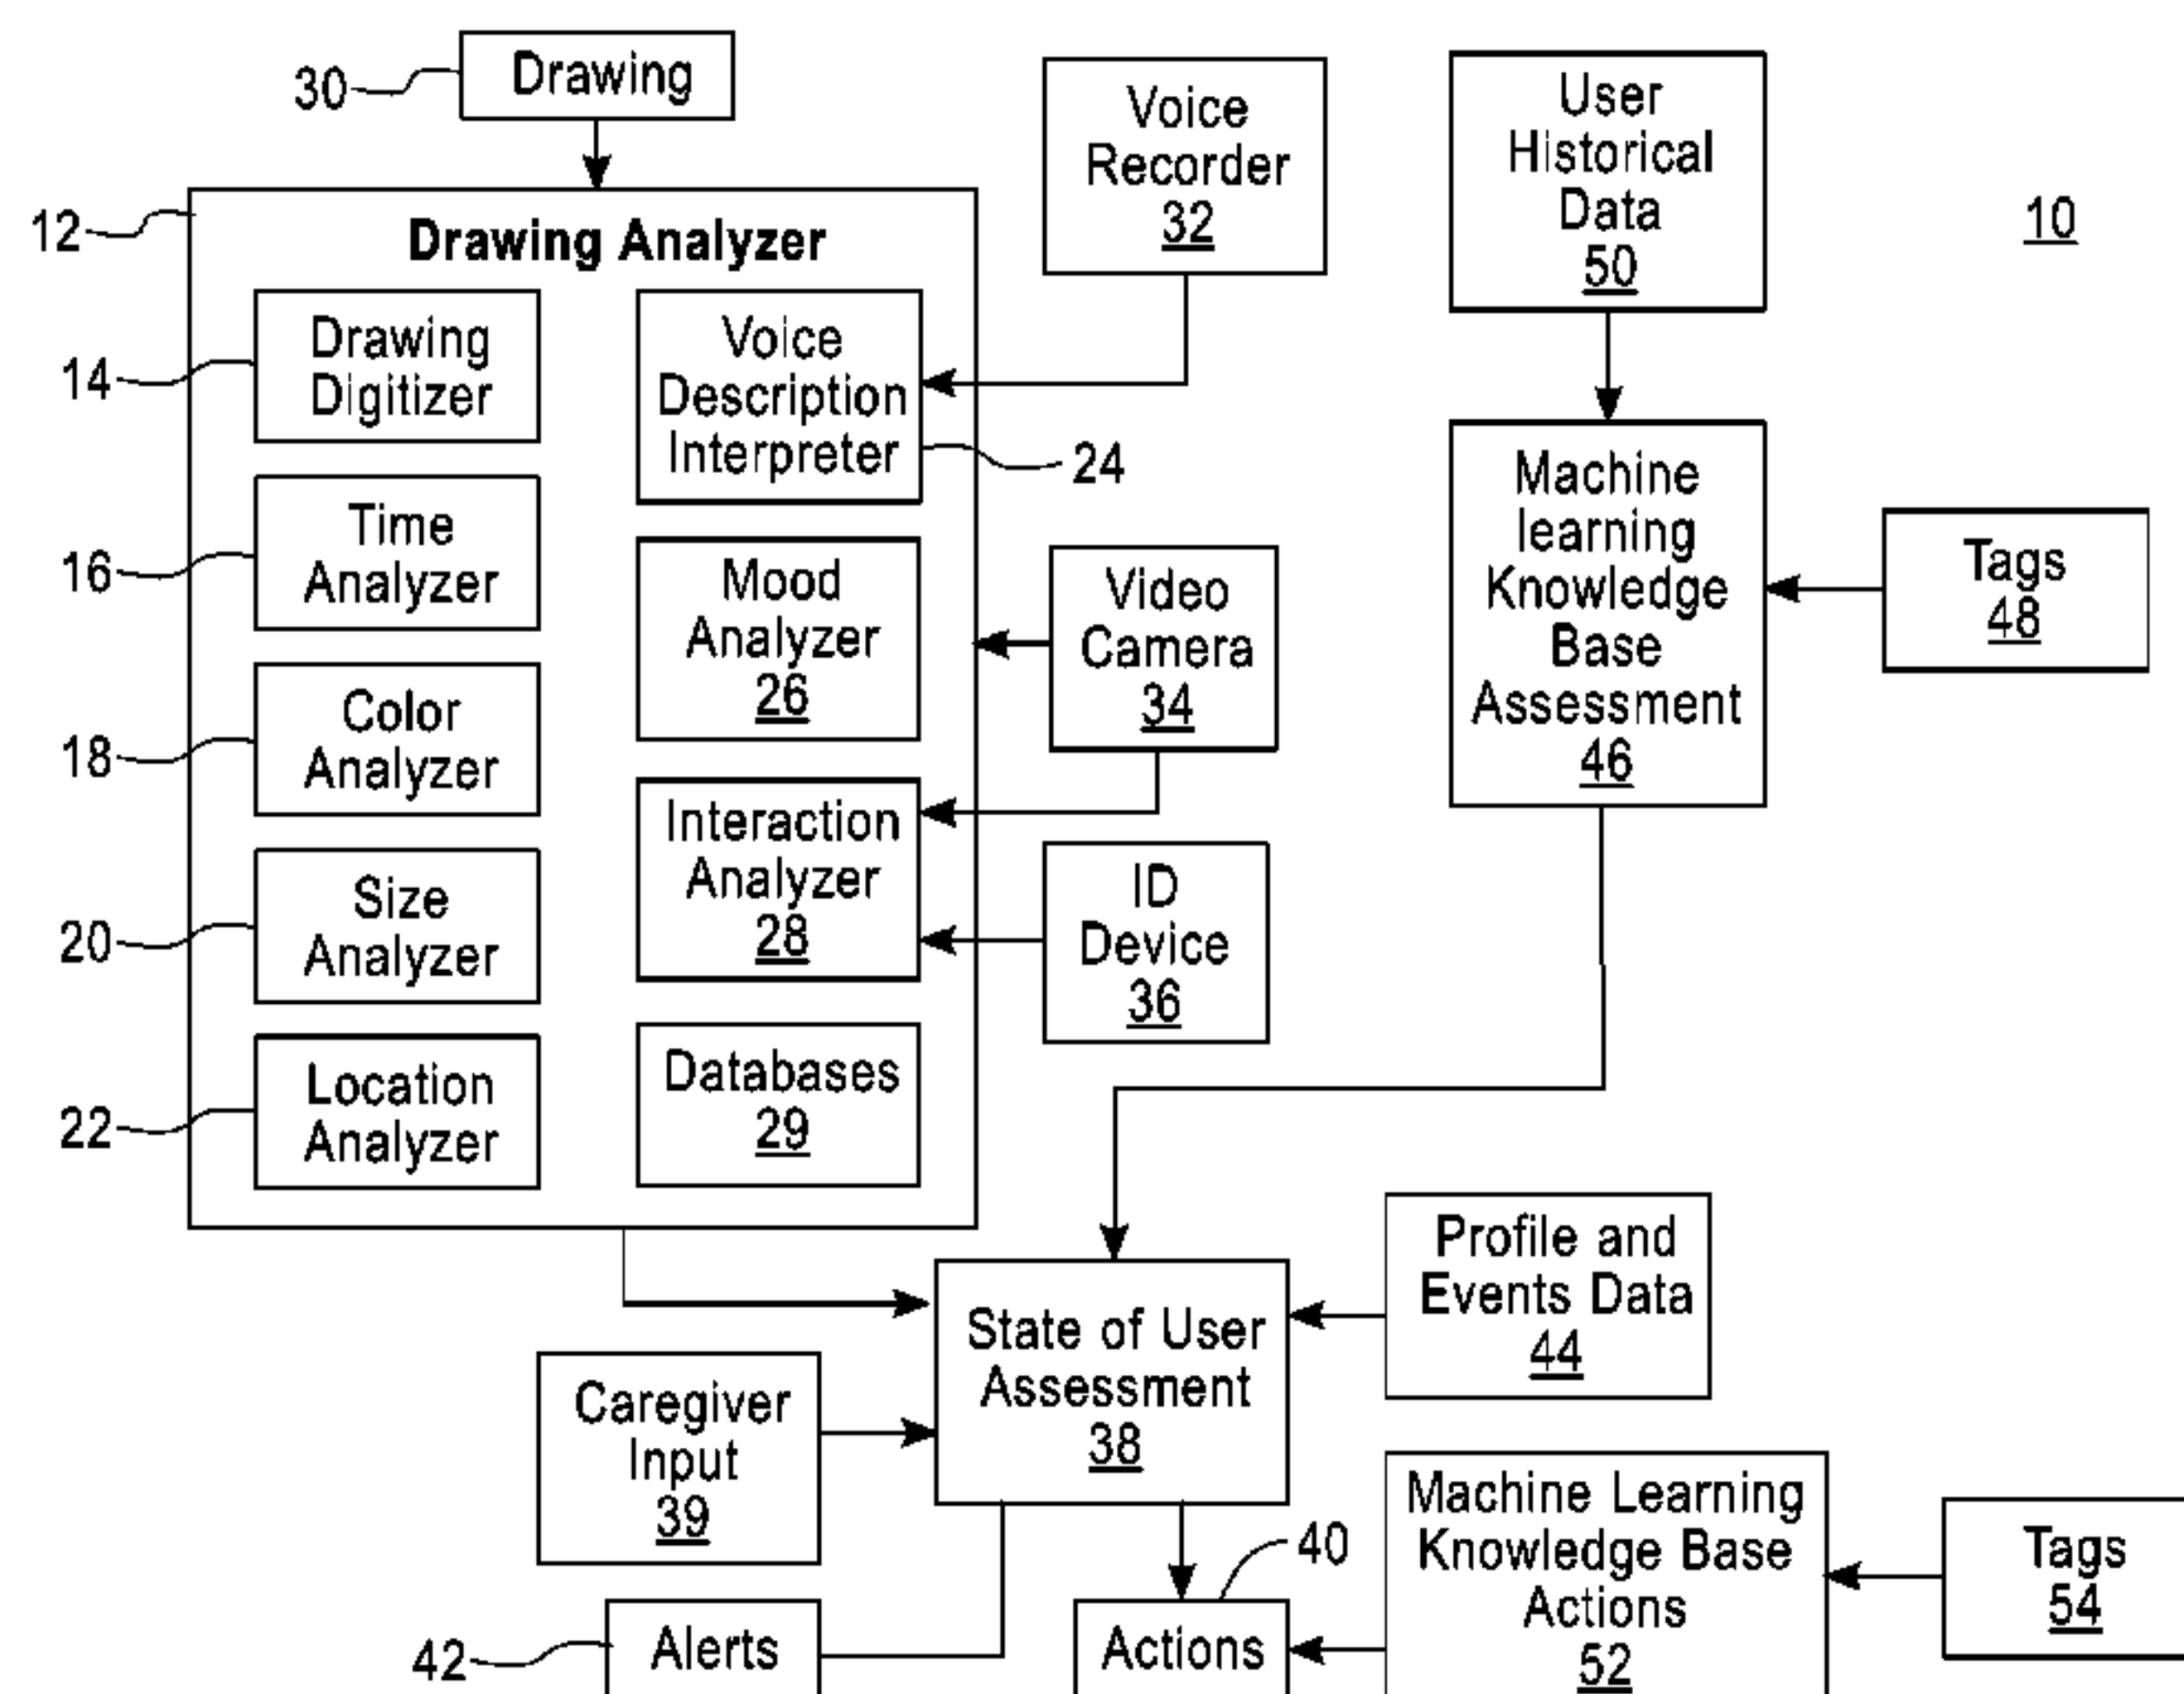 30
Drawing
Voice
Recorder
32
User
Historical
Data
50
10
12
Drawing Analyzer
14
Drawing
Digitizer
Voice
Description
Interpreter
24
16
Time
Analyzer
Mood
Analyzer
26
Video
Camera
34
Machine
learning
Knowledge
Base
Assessment
46
Tags
48
18
Color
Analyzer
Interaction
Analyzer
28
20
Size
Analyzer
ID
Device
36
22
Location
Analyzer
Databases
29
State of User
Assessment
38
Profile and
Events Data
44
Caregiver
Input
39
40
Machine Learning
Knowledge Base
Actions
52
Tags
54
42
Alerts
Actions